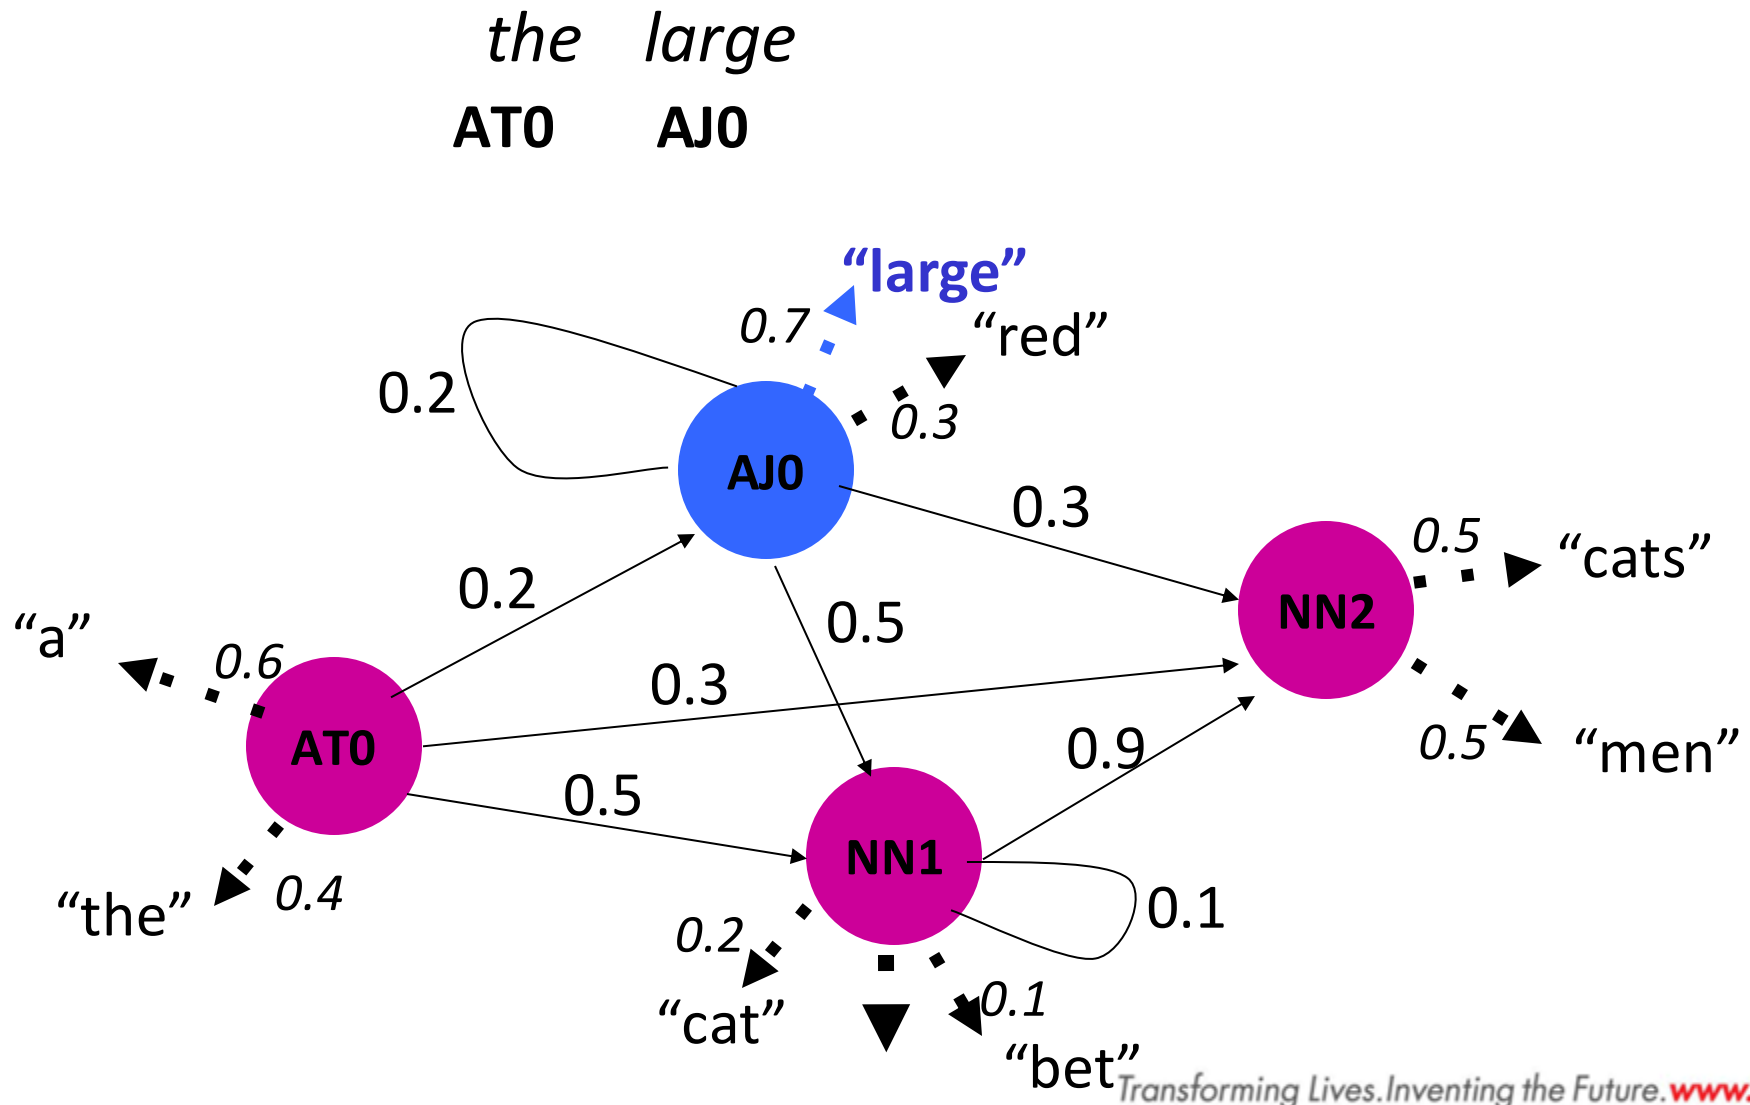 the large
AT0 AJ0
“large”
0.7
“red”
0.2
0.3
AJ0
0.3
0.5
“cats”
0.2
0.5
NN2
“a”
0.6
0.3
AT0
0.9
0.5
“men”
0.5
NN1
“the”
0.4
0.1
0.2
“cat”
0.1
“bet”
Transforming Lives.Inventing the Future.www.